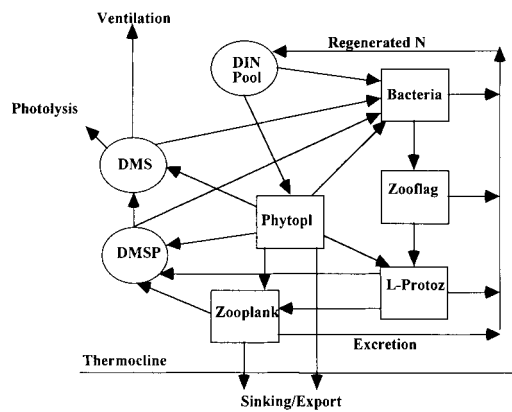 Ventilation
Regenerated N
DIN
Pool
Bacteria
Photolysis
DMS
Zooflag
Phytopl
DMSP
L-Protoz
Zooplank
Excretion
Thermocline
Sinking/Export